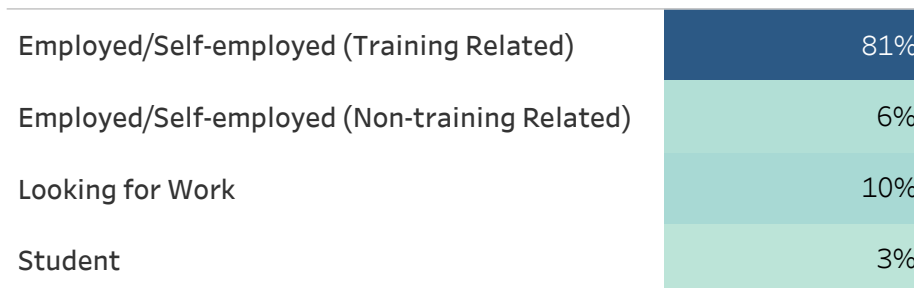 Employed/Self-employed (Training Related) 81%
Employed/Self-employed (Non-training Related) 6%
Looking for Work 10%
Student 3%